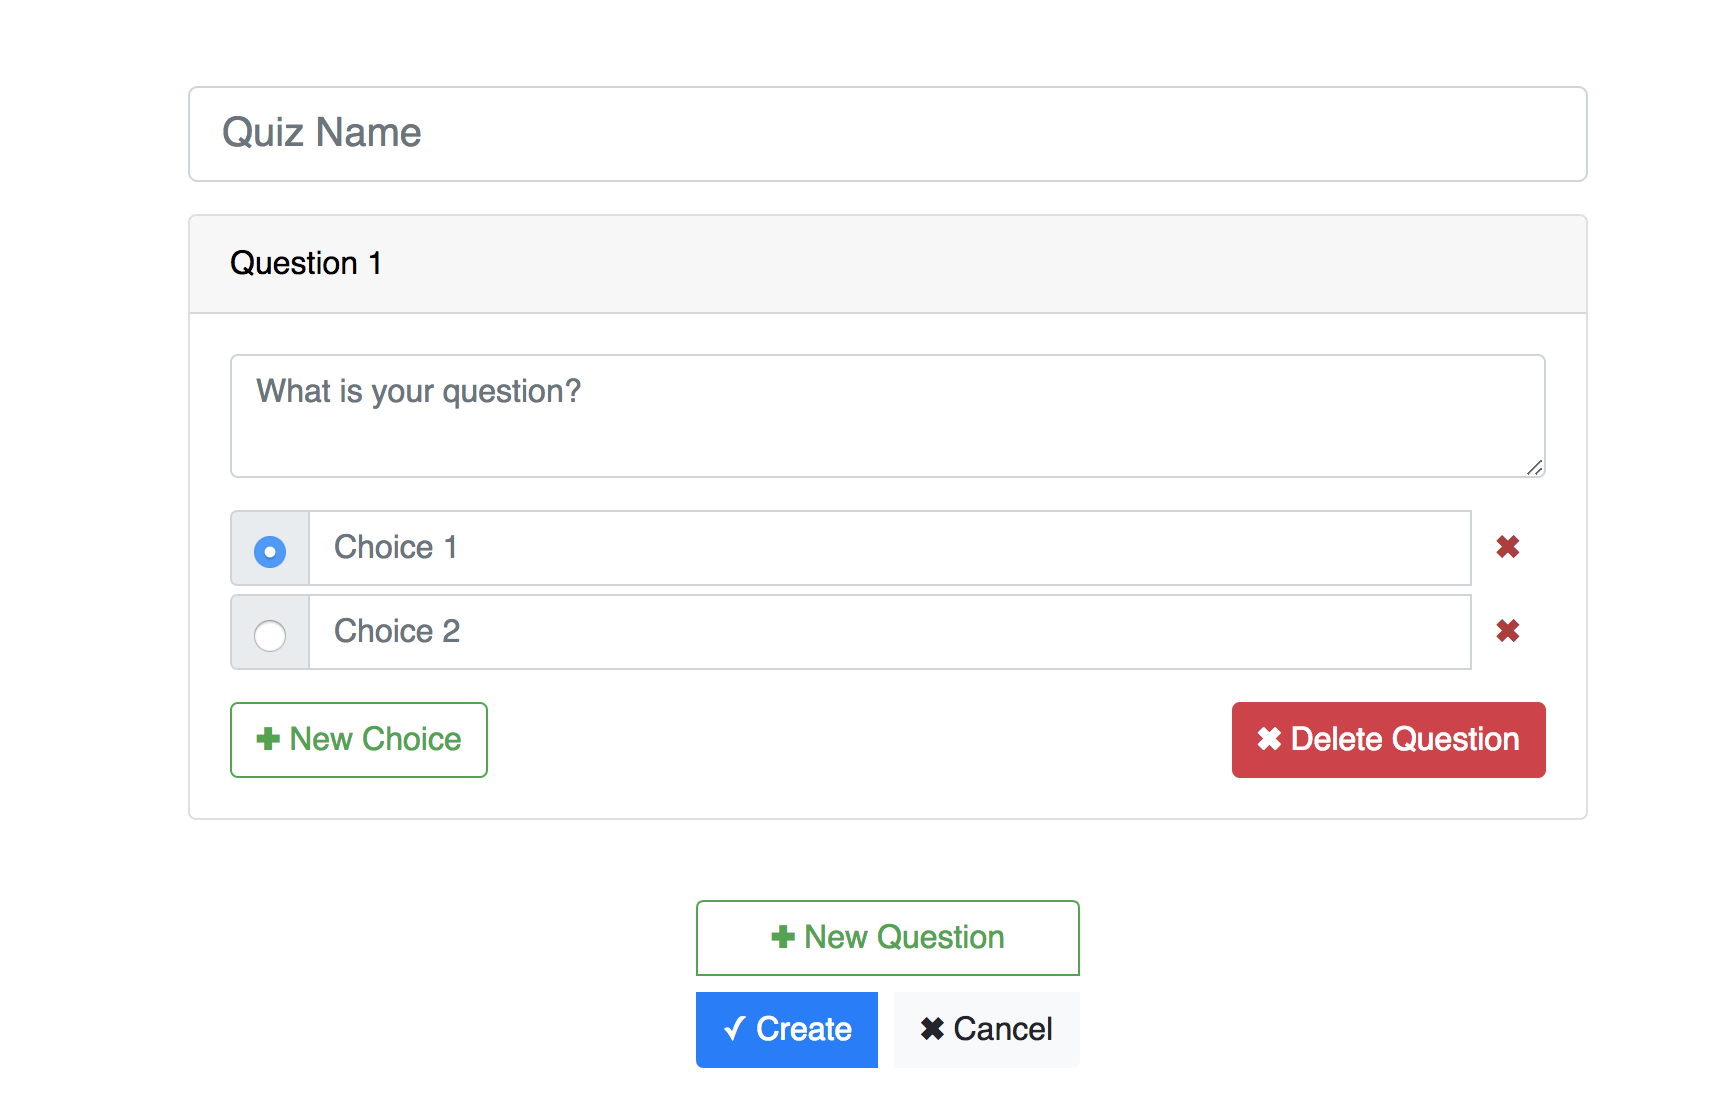 Quiz Name
Question 1
What is your question?
Choice 1
Choice 2
New Choice
Delete Question
New Question
Create
Cancel